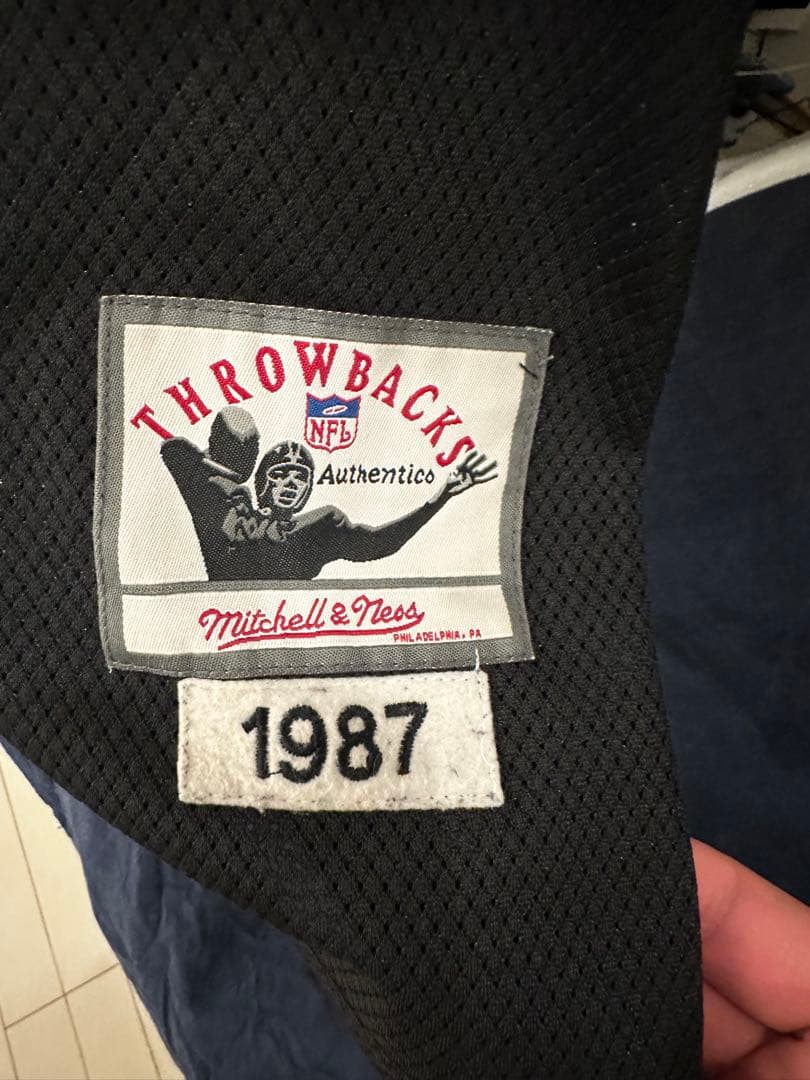 THROWBACKS
NFL
Authentico
Mitchell & Ness
PHILADELPHIA, PA
1987